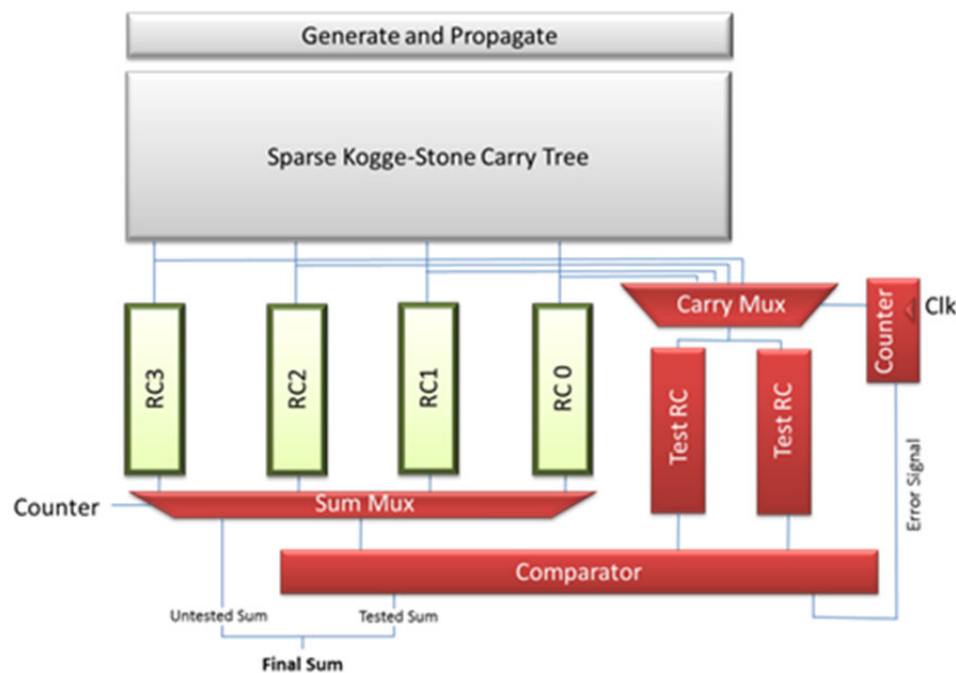 Generate and Propagate
Sparse Kogge-Stone Carry Tree
Carry Mux
Counter
Clk
RC3
RC2
RC1
RC 0
Test RC
Test RC
Counter
Sum Mux
Error Signal
Comparator
Untested Sum
Tested Sum
Final Sum